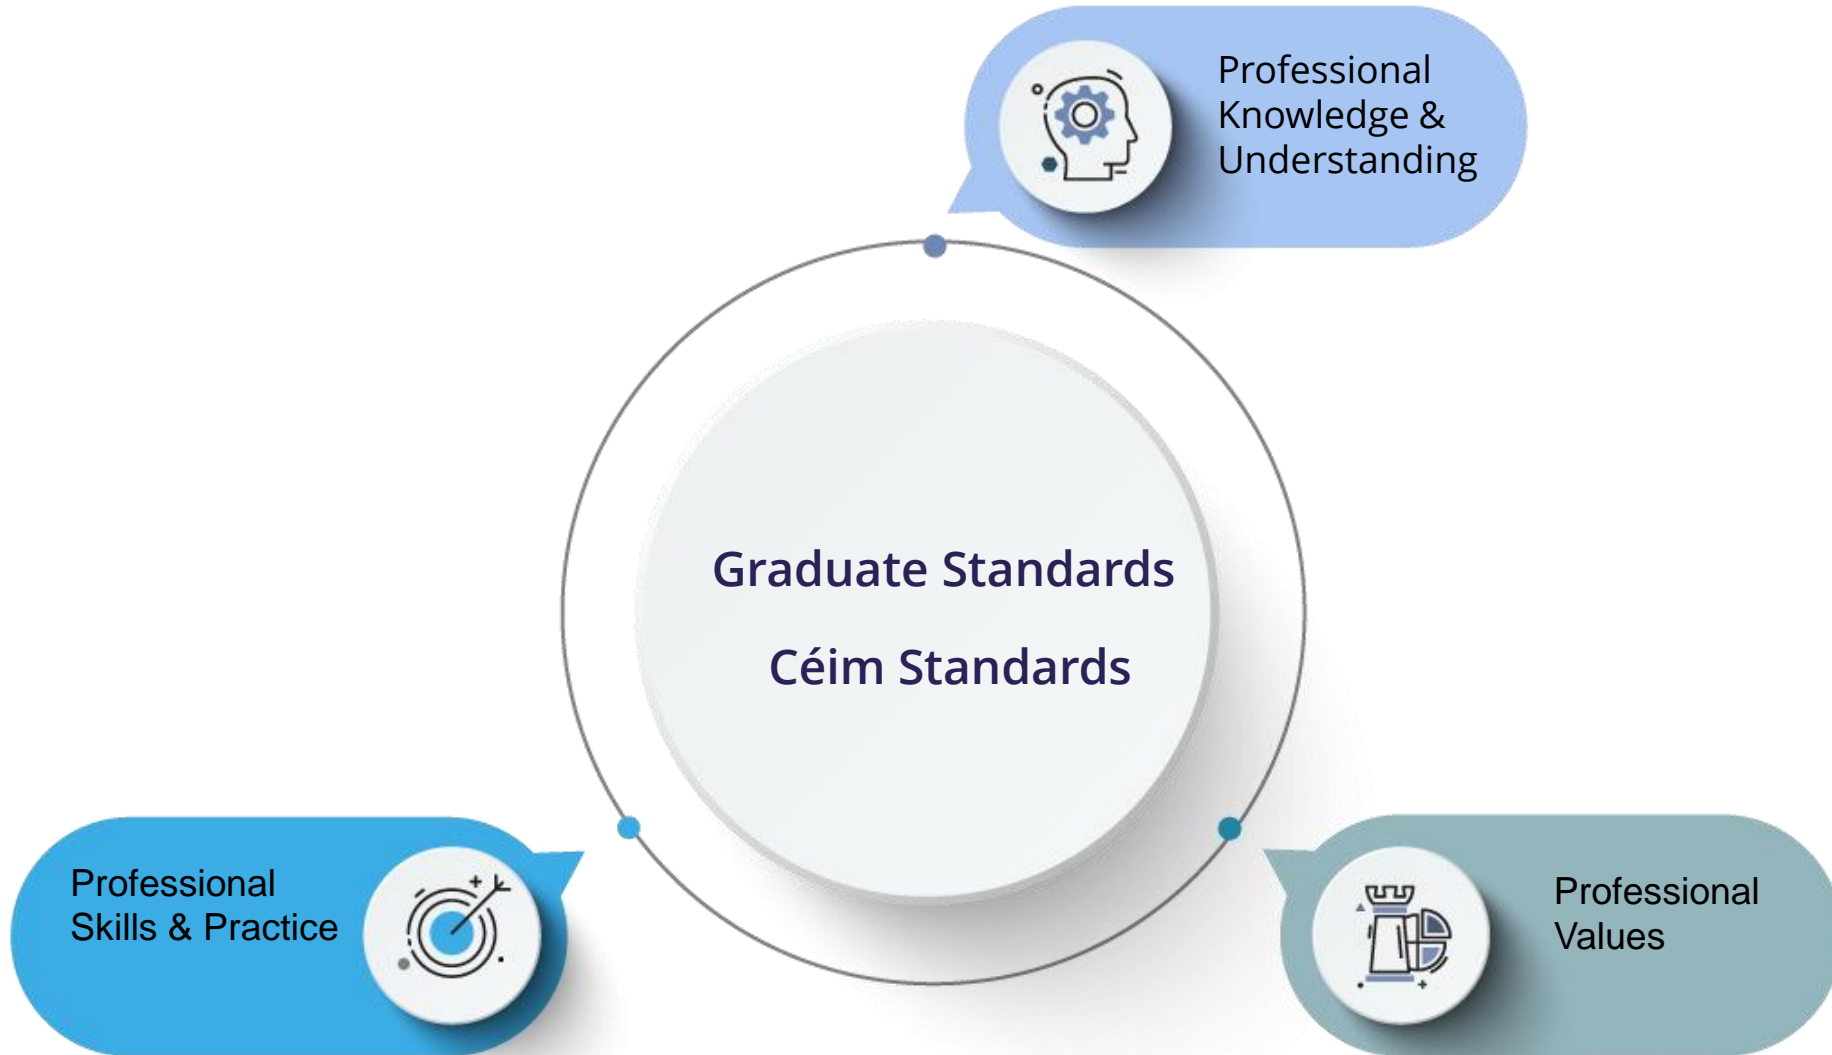 Professional
Knowledge &
Understanding
Graduate Standards
Céim Standards
Professional
Skills & Practice
Professional
Values